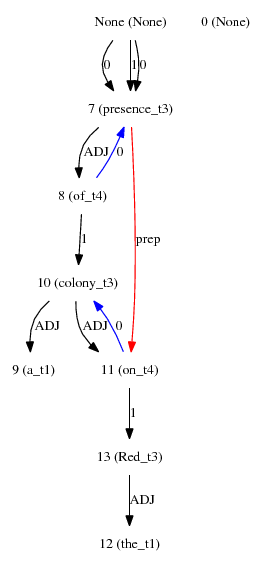 None (None) 0 (None)
0 1 0
7 (presence_t3)
ADJ 0
8 (of_t4)
1 prep
10 (colony_t3)
ADJ ADJ 0
9 (a_t1) 11 (on_t4)
1
13 (Red_t3)
ADJ
12 (the_t1)